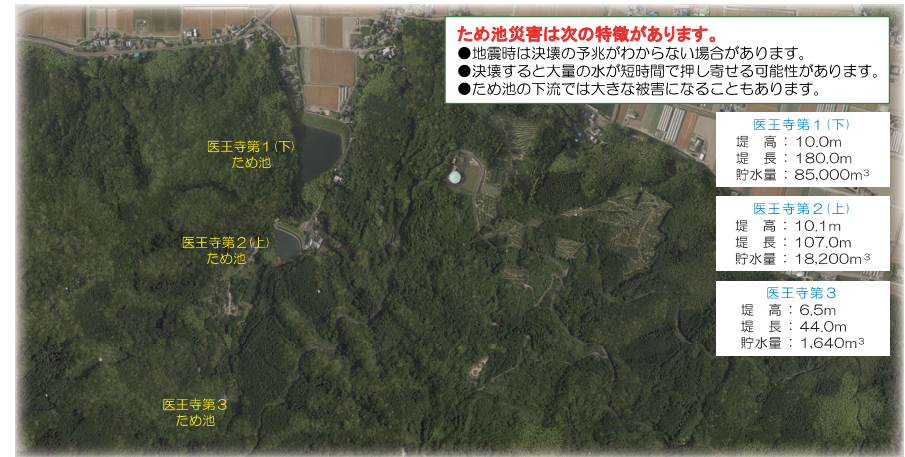 ため池災害は次の特徴があります。
●地震時は決壊の予兆がわからない場合があります。
●決壊すると大量の水が短時間で押し寄せる可能性があります。
●ため池の下流では大きな被害になることもあります。
医王寺第1(下)
堤　高：10.0m
堤　長：180.0m
貯水量：85,000m³
医王寺第2(上)
堤　高：10.1m
堤　長：107.0m
貯水量：18,200m³
医王寺第3
堤　高：6.5m
堤　長：44.0m
貯水量：1,640m³
医王寺第1(下)
ため池
医王寺第2(上)
ため池
医王寺第3
ため池